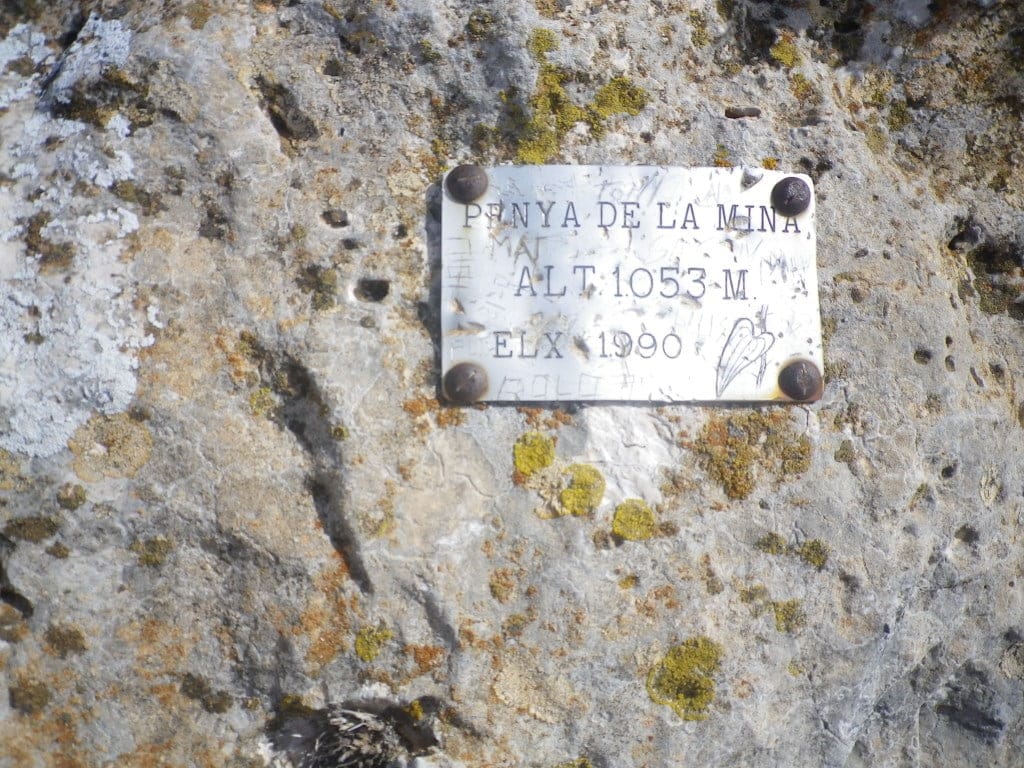 PENYA DE LA MINA
ALT. 1053 M.
ELX 1990